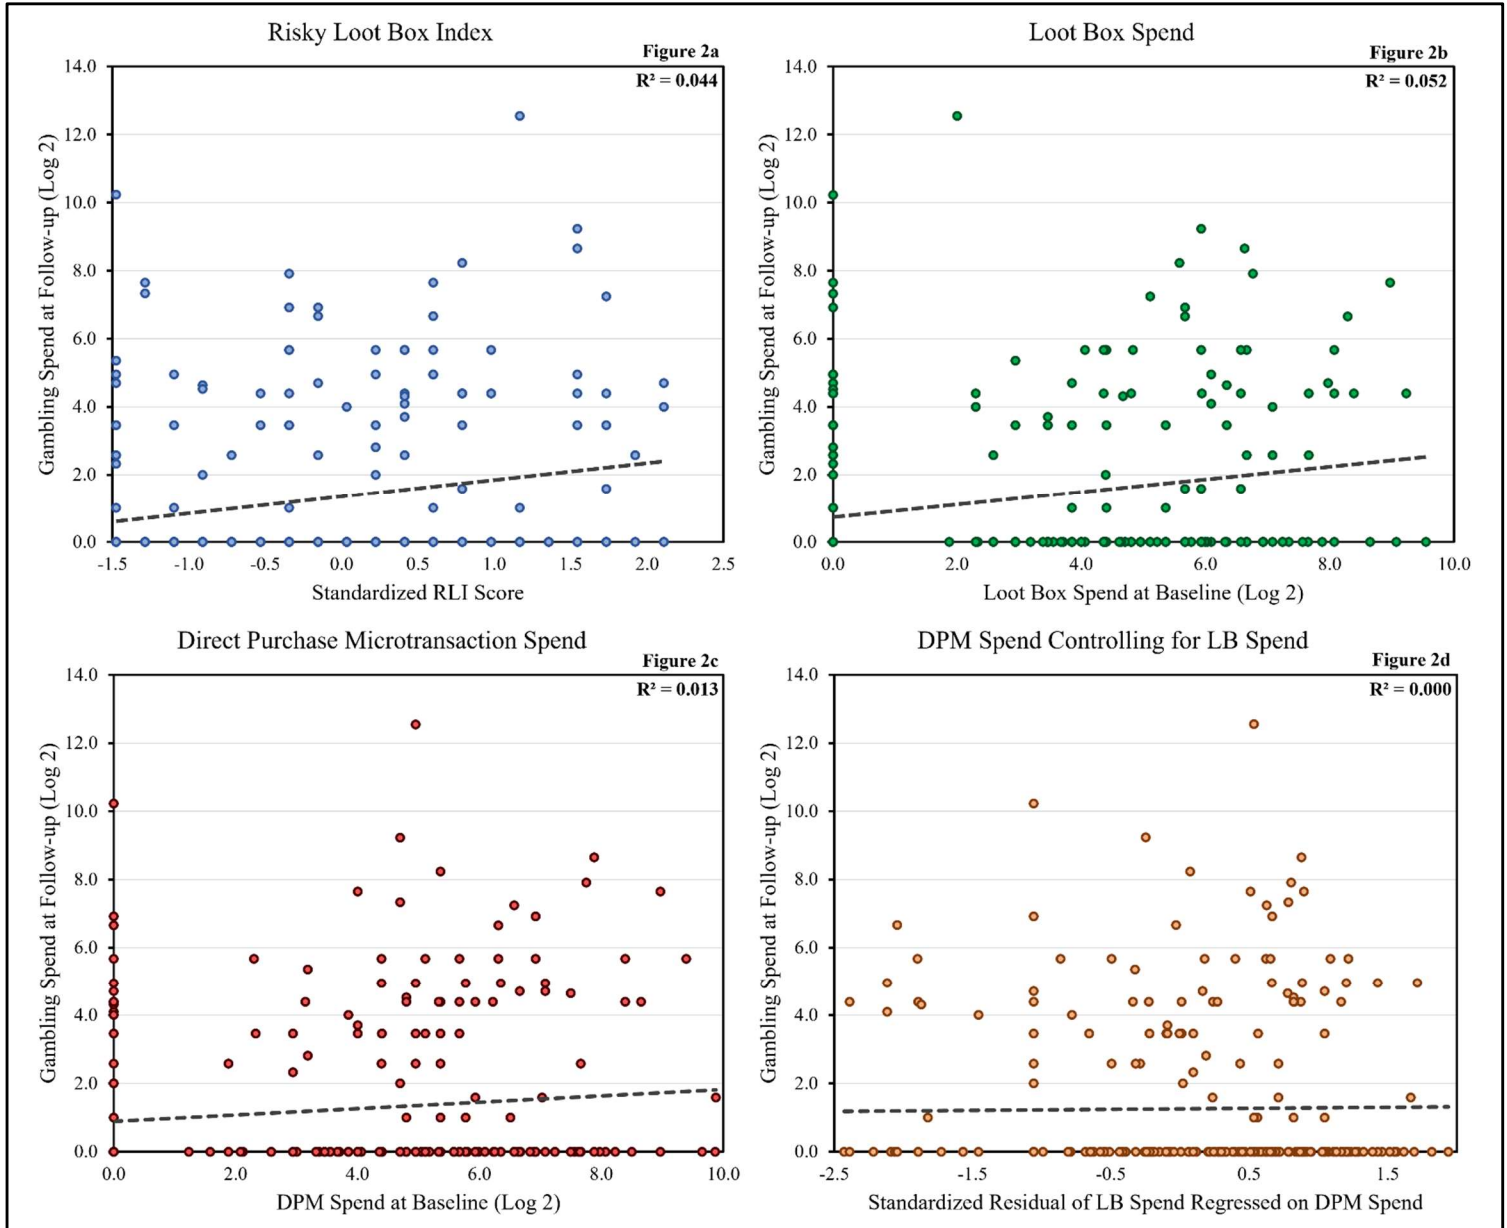 Risky Loot Box Index
Figure 2a
R² = 0.044
Gambling Spend at Follow-up (Log 2)
14.0
12.0
10.0
8.0
6.0
4.0
2.0
0.0
-1.5 -1.0 -0.5 0.0 0.5 1.0 1.5 2.0 2.5
Standardized RLI Score
Loot Box Spend
Figure 2b
R² = 0.052
Gambling Spend at Follow-up (Log 2)
14.0
12.0
10.0
8.0
6.0
4.0
2.0
0.0
0.0 2.0 4.0 6.0 8.0 10.0
Loot Box Spend at Baseline (Log 2)
Direct Purchase Microtransaction Spend
Figure 2c
R² = 0.013
Gambling Spend at Follow-up (Log 2)
14.0
12.0
10.0
8.0
6.0
4.0
2.0
0.0
0.0 2.0 4.0 6.0 8.0 10.0
DPM Spend at Baseline (Log 2)
DPM Spend Controlling for LB Spend
Figure 2d
R² = 0.000
Gambling Spend at Follow-up (Log 2)
14.0
12.0
10.0
8.0
6.0
4.0
2.0
0.0
-2.5 -1.5 -0.5 0.5 1.5
Standardized Residual of LB Spend Regressed on DPM Spend